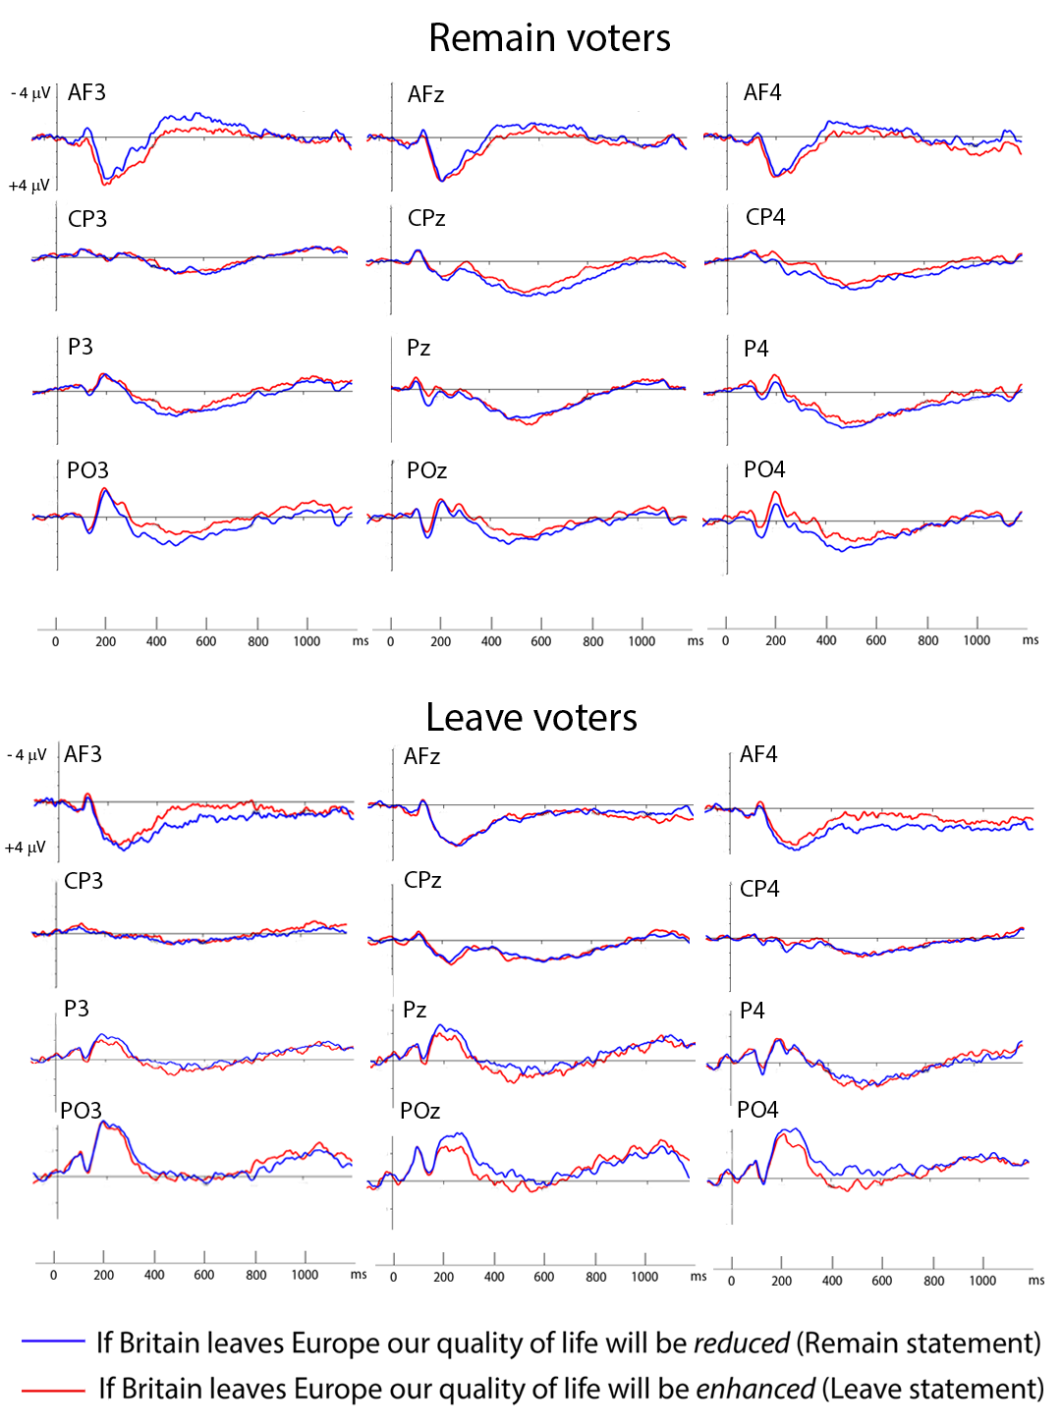 Remain voters
- 4 μV AF3 AFz AF4
+4 μV
CP3 CPz CP4
P3 Pz P4
PO3 POz PO4
0 200 400 600 800 1000 ms 0 200 400 600 800 1000 ms 0 200 400 600 800 1000 ms
Leave voters
- 4 μV AF3 AFz AF4
+4 μV
CP3 CPz CP4
P3 Pz P4
PO3 POz PO4
0 200 400 600 800 1000 ms 0 200 400 600 800 1000 ms 0 200 400 600 800 1000 ms
If Britain leaves Europe our quality of life will be reduced (Remain statement)
If Britain leaves Europe our quality of life will be enhanced (Leave statement)